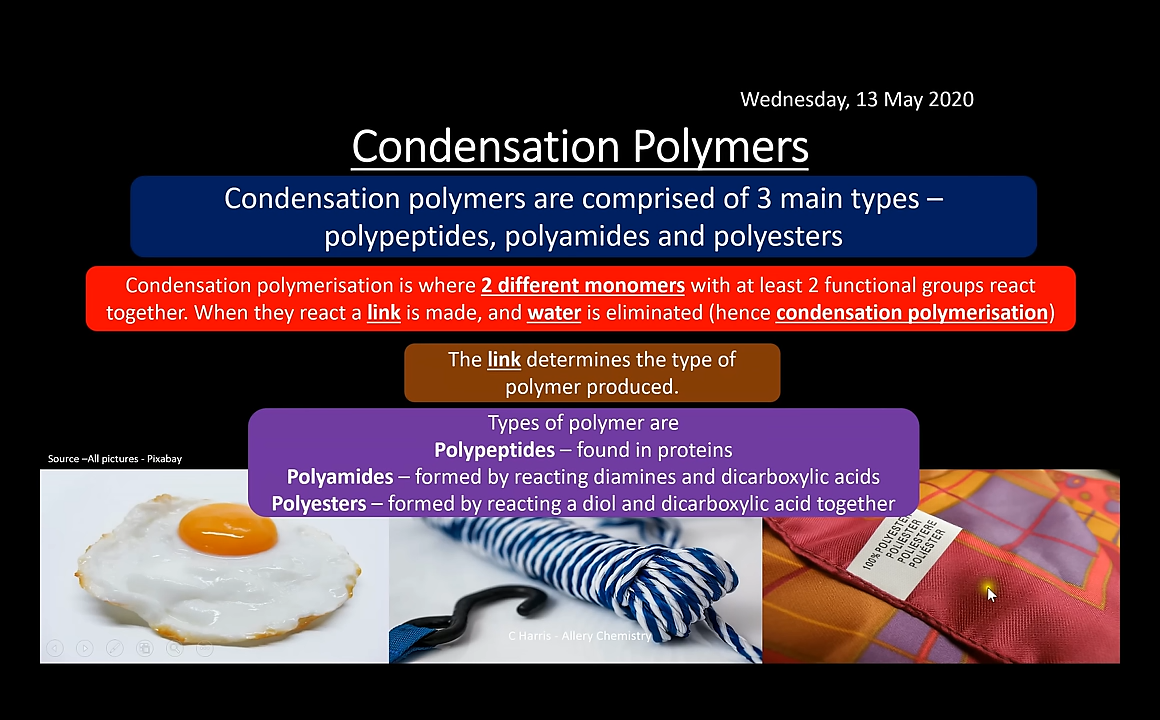 Wednesday, 13 May 2020
Condensation Polymers
Condensation polymers are comprised of 3 main types –
polypeptides, polyamides and polyesters
Condensation polymerisation is where 2 different monomers with at least 2 functional groups react
together. When they react a link is made, and water is eliminated (hence condensation polymerisation)
The link determines the type of
polymer produced.
Types of polymer are
Polypeptides – found in proteins
Polyamides – formed by reacting diamines and dicarboxylic acids
Polyesters – formed by reacting a diol and dicarboxylic acid together
Source –All pictures - Pixabay
100% POLYESTER
POLIESTER
POLIESTERE
POLIÉSTER
C Harris - Allery Chemistry